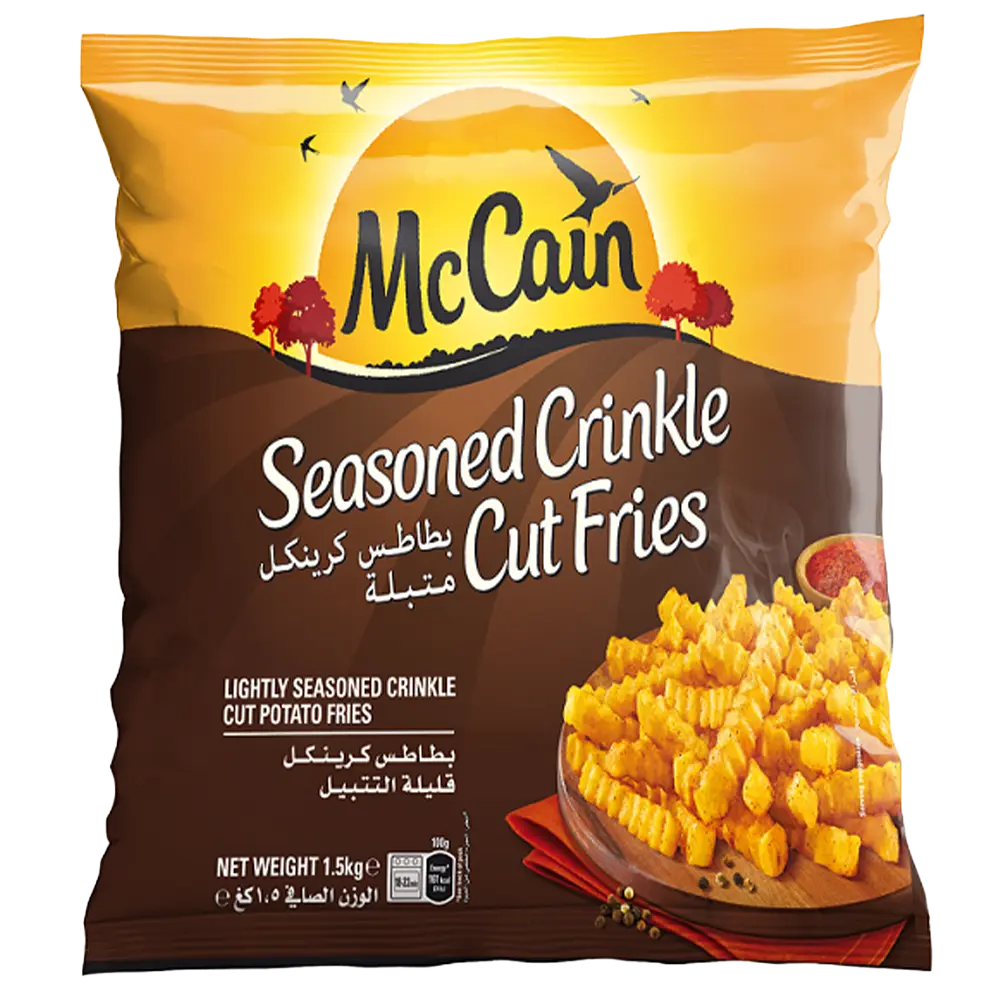 McCain
Seasoned Crinkle
Cut Fries
بطاطس كرينكل
متبلة
LIGHTLY SEASONED CRINKLE
CUT POTATO FRIES
بطاطس كرينكل
قليلة التتبيل
NET WEIGHT 1.5kg e
الوزن الصافي ١،٥ كغ e
100g
Energy*